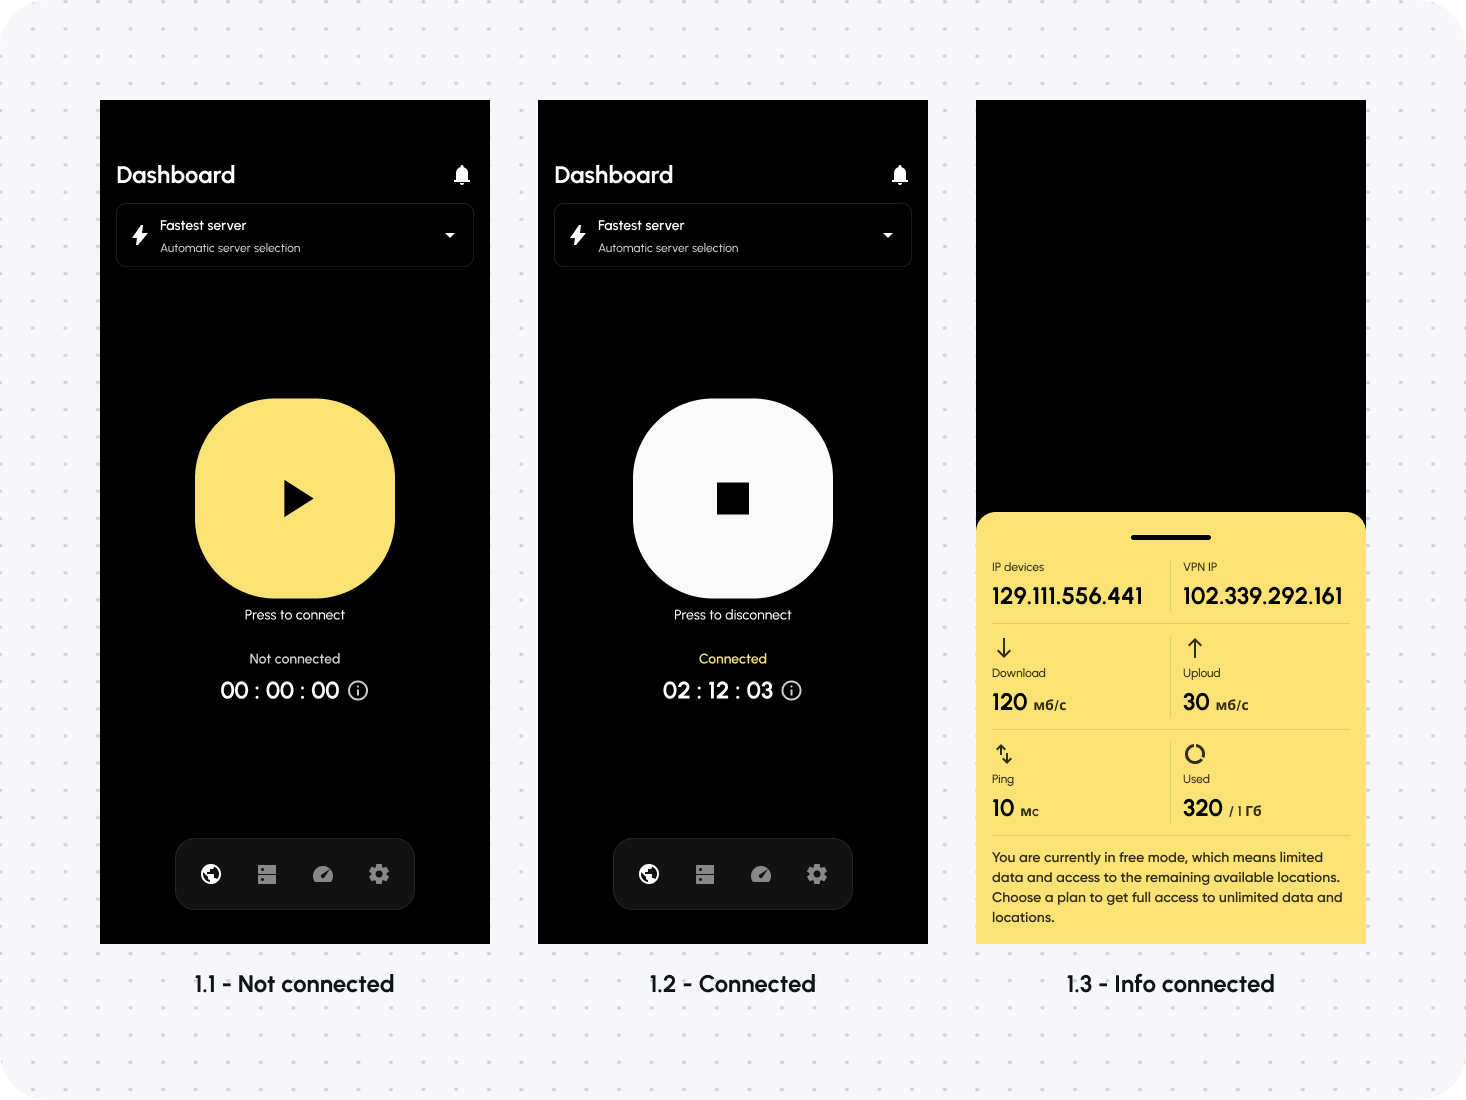 Dashboard
Fastest server
Automatic server selection
Press to connect
Not connected
00 : 00 : 00
1.1 - Not connected
Dashboard
Fastest server
Automatic server selection
Press to disconnect
Connected
02 : 12 : 03
1.2 - Connected
IP devices
129.111.556.441
VPN IP
102.339.292.161
Download
120 мб/с
Uploud
30 мб/с
Ping
10 мс
Used
320 / 1 Гб
You are currently in free mode, which means limited
data and access to the remaining available locations.
Choose a plan to get full access to unlimited data and
locations.
1.3 - Info connected